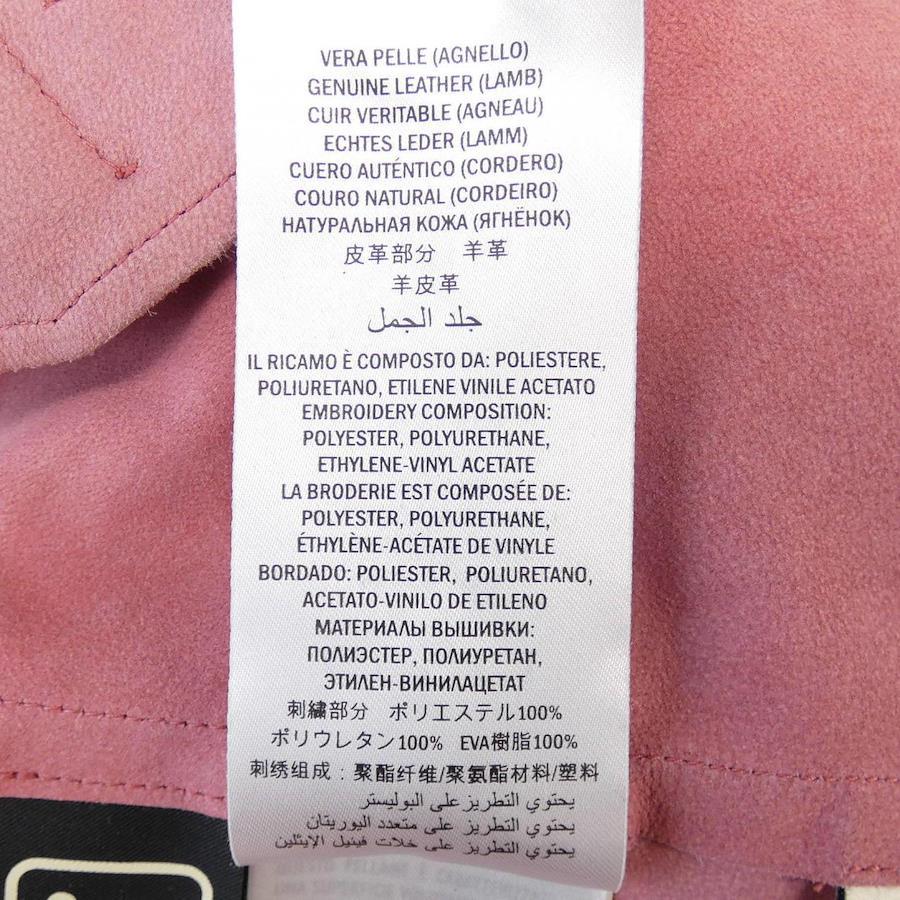 VERA PELLE (AGNELLO)
GENUINE LEATHER (LAMB)
CUIR VERITABLE (AGNEAU)
ECHTES LEDER (LAMM)
CUERO AUTÉNTICO (CORDERO)
COURO NATURAL (CORDEIRO)
НАТУРАЛЬНАЯ КОЖА (ЯГНЁНОК)
皮革部分 羊革
羊皮革
جلد الجمل
IL RICAMO È COMPOSTO DA: POLIESTERE,
POLIURETANO, ETILENE VINILE ACETATO
EMBROIDERY COMPOSITION:
POLYESTER, POLYURETHANE,
ETHYLENE-VINYL ACETATE
LA BRODERIE EST COMPOSÉE DE:
POLYESTER, POLYURETHANE,
ÉTHYLÈNE-ACÉTATE DE VINYLE
BORDADO: POLIESTER, POLIURETANO,
ACETATO-VINILO DE ETILENO
МАТЕРИАЛЫ ВЫШИВКИ:
ПОЛИЭСТЕР, ПОЛИУРЕТАН,
ЭТИЛЕН-ВИНИЛАЦЕТАТ
刺繍部分 ポリエステル100%
ポリウレタン100% EVA樹脂100%
刺绣组成：聚酯纤维/聚氨酯材料/塑料
يحتوي التطريز على البوليستر
يحتوي التطريز على متعدد اليوريتان
يحتوي التطريز على خلات فينيل الإيثلين